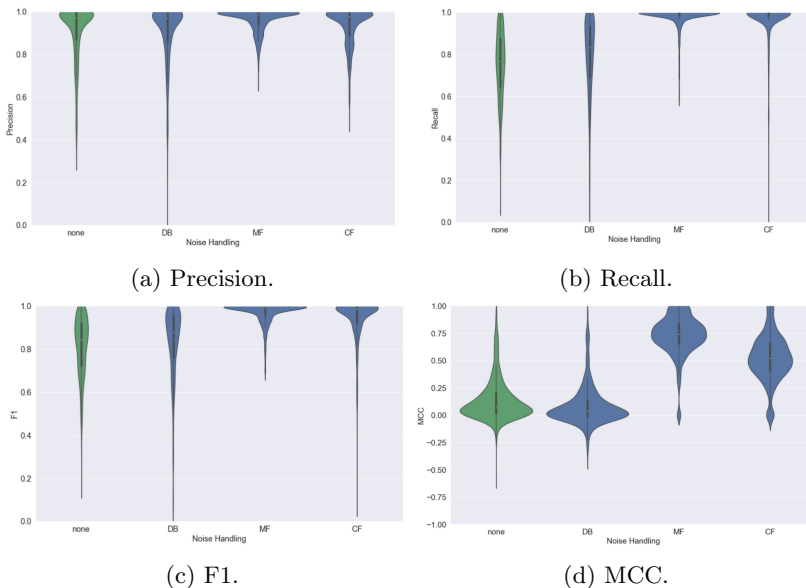 1.0
0.8
0.6
0.4
0.2
0.0
Precision
none DB MF CF
Noise Handling
(a) Precision.
1.0
0.8
0.6
0.4
0.2
0.0
Recall
none DB MF CF
Noise Handling
(b) Recall.
1.0
0.8
0.6
0.4
0.2
0.0
F1
none DB MF CF
Noise Handling
(c) F1.
1.00
0.75
0.50
0.25
0.00
−0.25
−0.50
−0.75
−1.00
MCC
none DB MF CF
Noise Handling
(d) MCC.